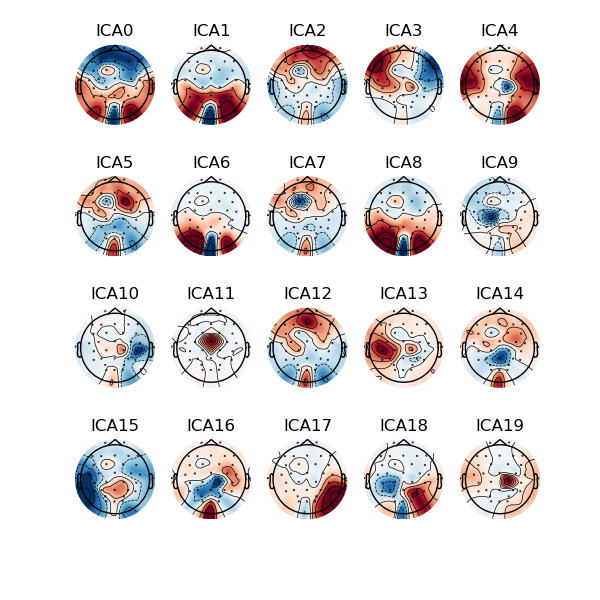 ICA0 ICA1 ICA2 ICA3 ICA4
ICA5 ICA6 ICA7 ICA8 ICA9
ICA10 ICA11 ICA12 ICA13 ICA14
ICA15 ICA16 ICA17 ICA18 ICA19